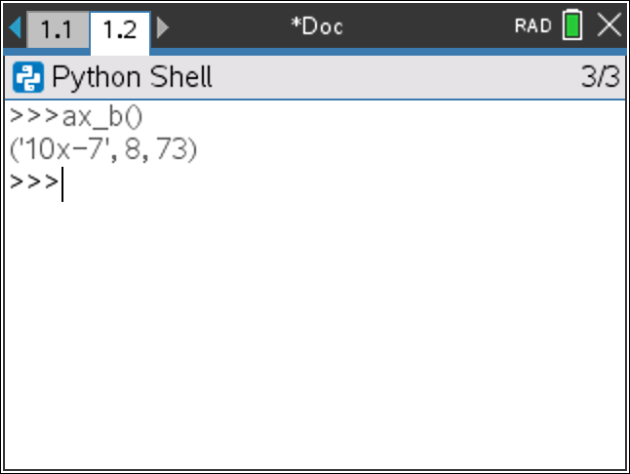 1.1 1.2 *Doc RAD
Python Shell 3/3
>>>ax_b()
('10x-7', 8, 73)
>>>